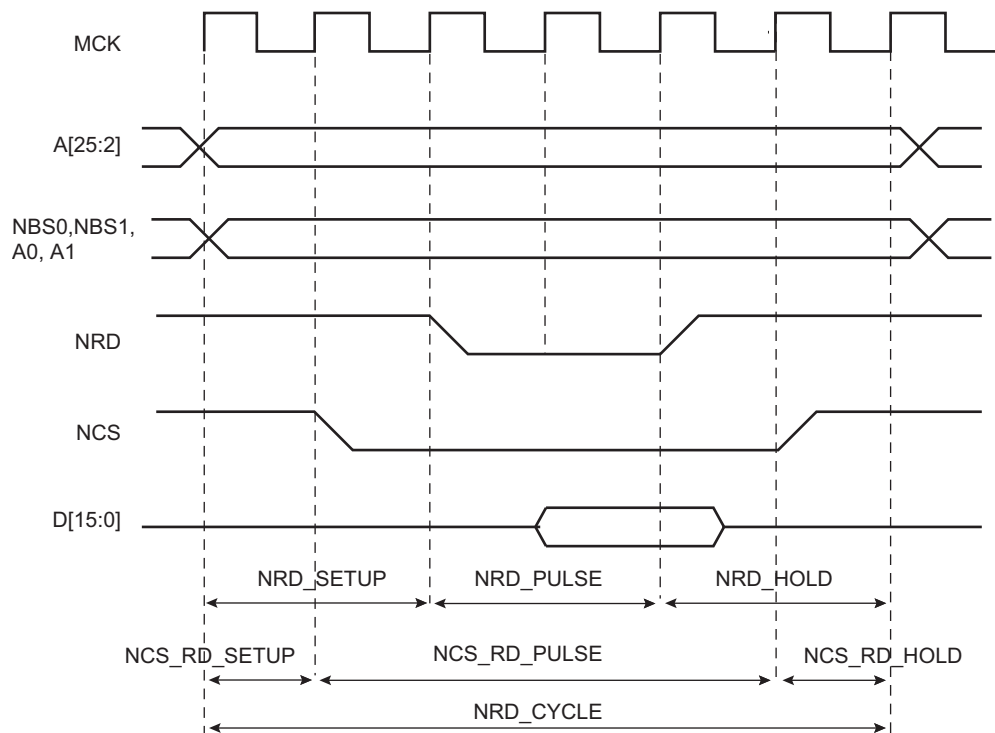 MCK
A[25:2]
NBS0,NBS1,
A0, A1
NRD
NCS
D[15:0]
NRD_SETUP NRD_PULSE NRD_HOLD
NCS_RD_SETUP NCS_RD_PULSE NCS_RD_HOLD
NRD_CYCLE